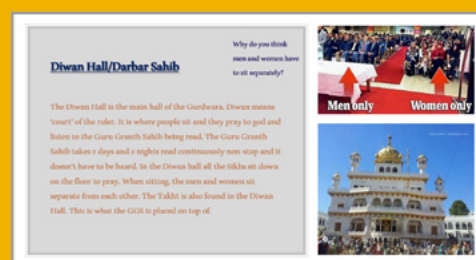 Why do you think
men and women have
to sit separately?
Diwan Hall/Darbar Sahib
The Diwan Hall is the main hall of the Gurdwara. Diwan means
'court' of the ruler. It is where people sit and they pray to god and
listen to the Guru Granth Sahib being read. The Guru Granth
Sahib takes 2 days and 2 nights read continuously non-stop and it
doesn't have to be heard. In the Diwan hall all the Sikhs sit down
on the floor to pray. When sitting, the men and women sit
separate from each other. The Takht is also found in the Diwan
Hall. This is what the GGS is placed on top of.
Men only
Women only